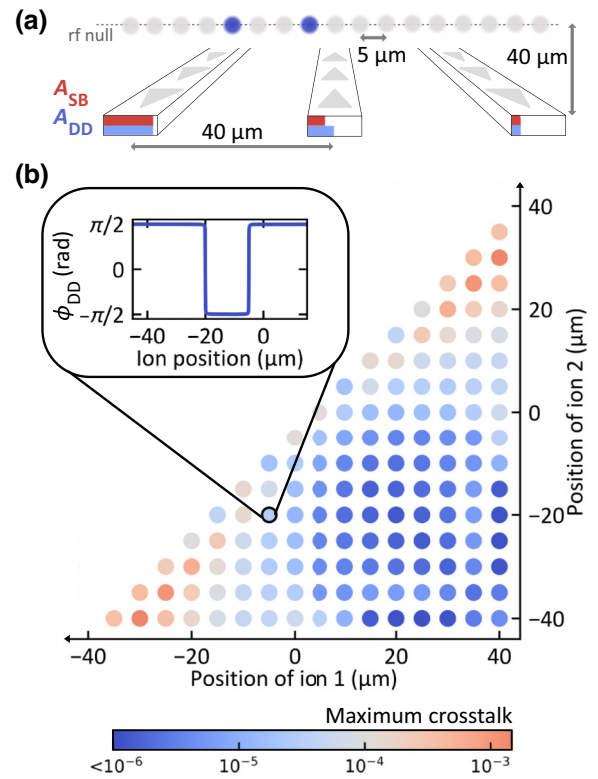 (a)
rf null
5 μm
40 μm
A_SB
A_DD
40 μm
(b)
π/2
0
−π/2
ϕ_DD (rad)
−40 −20 0
Ion position (μm)
40
20
0
−20
−40
Position of ion 2 (μm)
−40 −20 0 20 40
Position of ion 1 (μm)
Maximum crosstalk
<10⁻⁶ 10⁻⁵ 10⁻⁴ 10⁻³